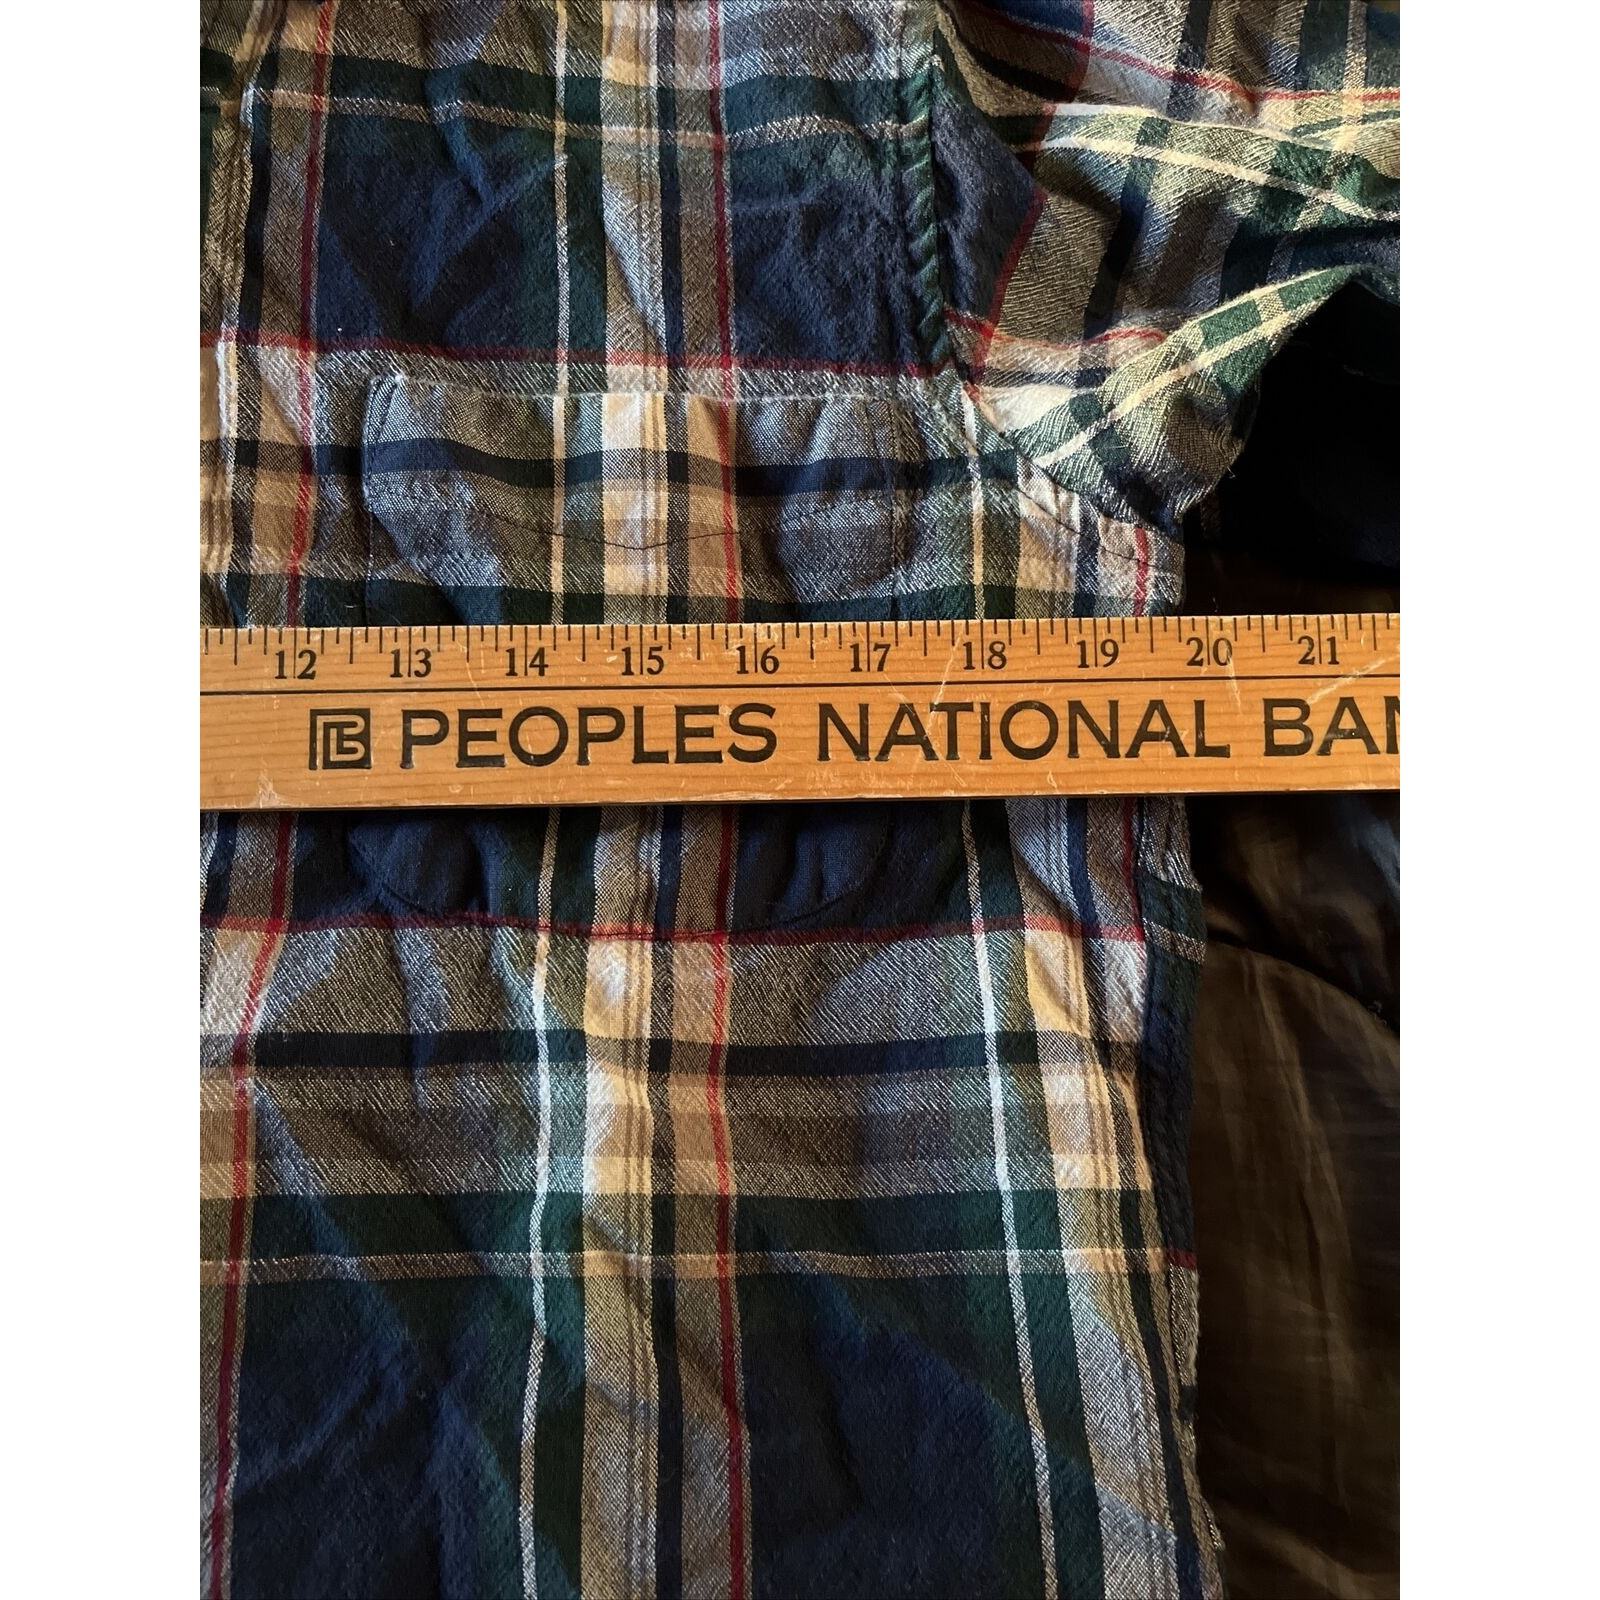 12 13 14 15 16 17 18 19 20 21
PEOPLES NATIONAL BAN